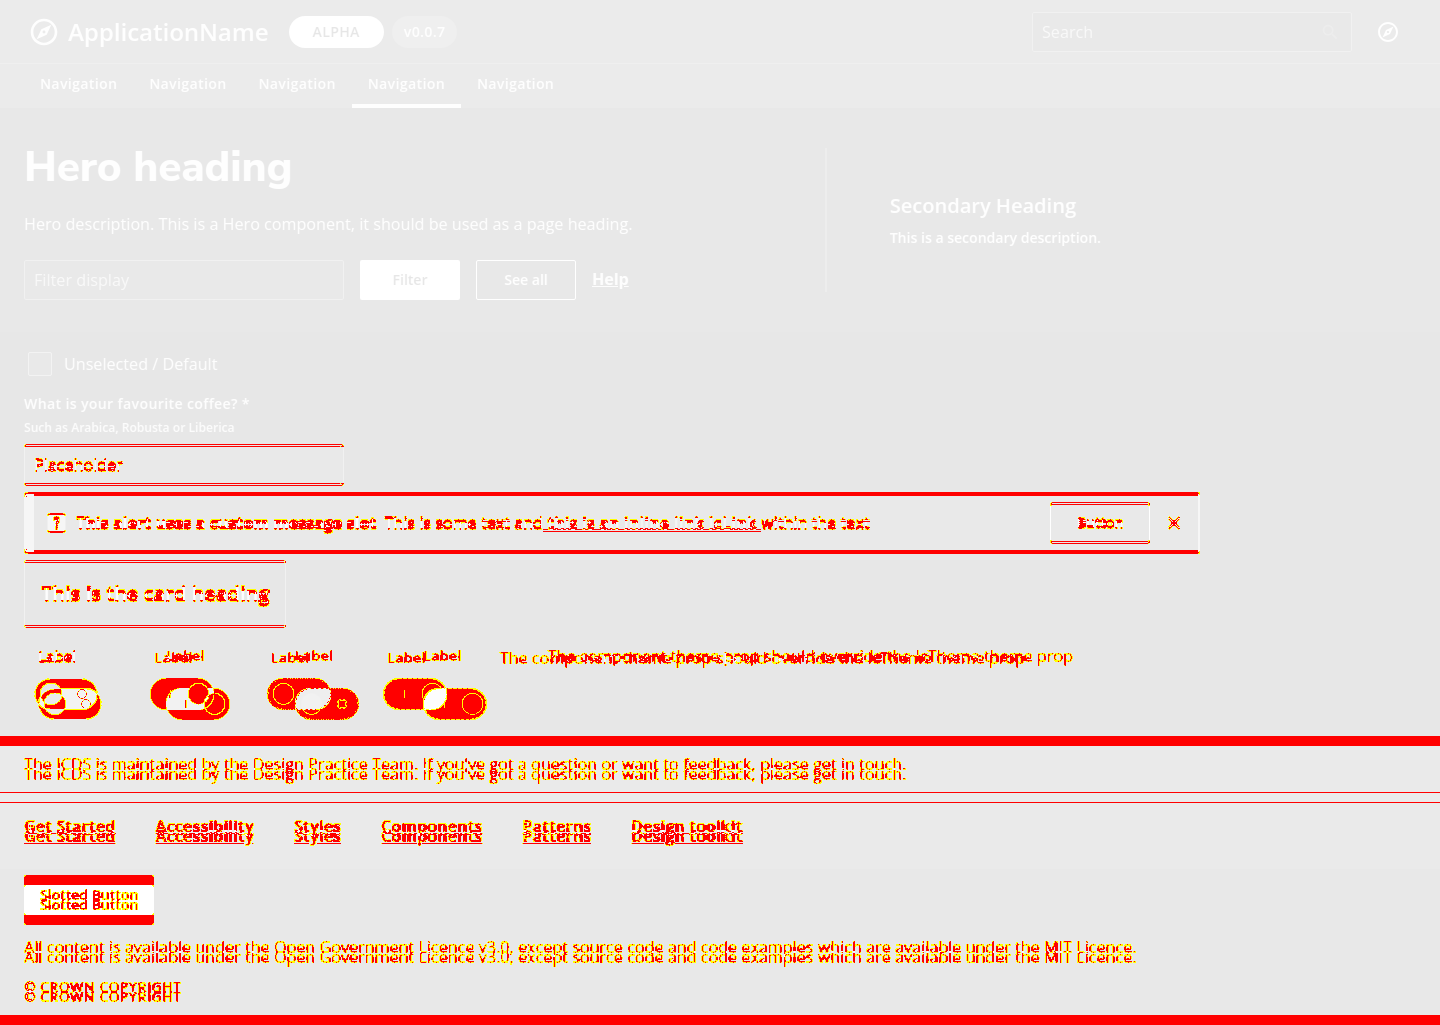 ApplicationName ALPHA v0.0.7 Search
Navigation Navigation Navigation Navigation Navigation
Hero heading
Secondary Heading
Hero description. This is a Hero component, it should be used as a page heading.
This is a secondary description.
Filter display Filter See all Help
Unselected / Default
What is your favourite coffee? *
Such as Arabica, Robusta or Liberica
Placeholder
This alert uses a custom message slot. This is some text and this is an inline link within the text Button
This is the card heading
Label Label Label Label The component theme prop should override the IcTheme theme prop
The ICDS is maintained by the Design Practice Team. If you've got a question or want to feedback, please get in touch.
Get Started Accessibility Styles Components Patterns Design toolkit
Slotted Button
All content is available under the Open Government Licence v3.0, except source code and code examples which are available under the MIT Licence.
© CROWN COPYRIGHT